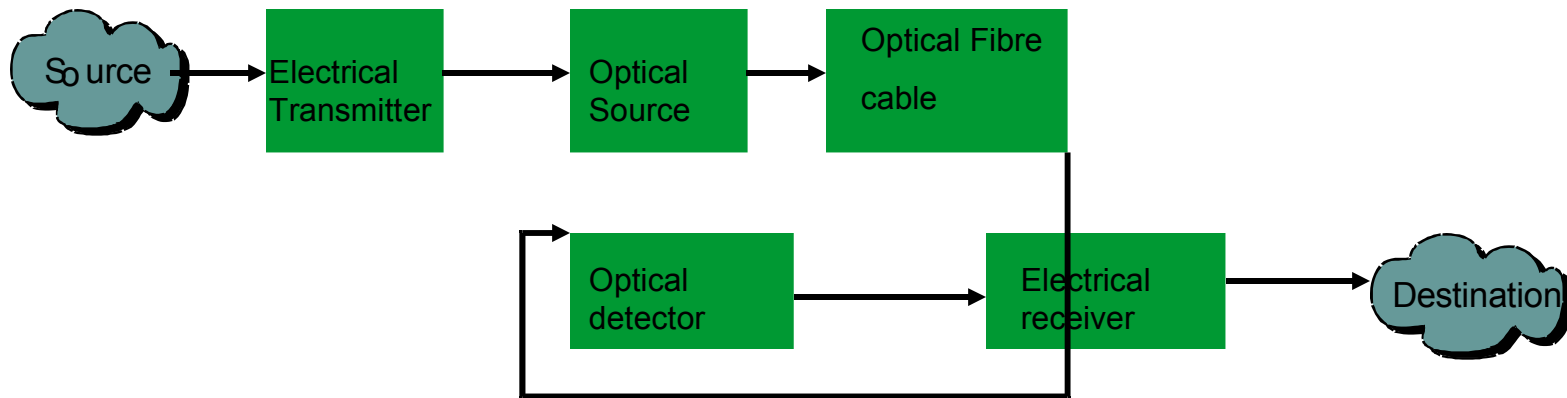 Source
Electrical
Transmitter
Optical
Source
Optical Fibre
cable
Optical
detector
Electrical
receiver
Destination